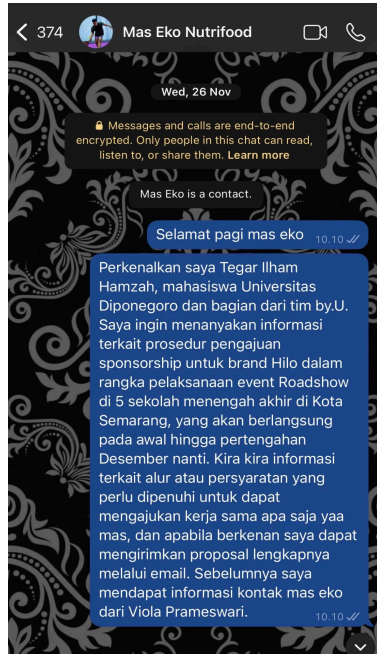 374
Mas Eko Nutrifood
Wed, 26 Nov
Messages and calls are end-to-end
encrypted. Only people in this chat can read,
listen to, or share them. Learn more
Mas Eko is a contact.
Selamat pagi mas eko 10.10
Perkenalkan saya Tegar Ilham
Hamzah, mahasiswa Universitas
Diponegoro dan bagian dari tim by.U.
Saya ingin menanyakan informasi
terkait prosedur pengajuan
sponsorship untuk brand Hilo dalam
rangka pelaksanaan event Roadshow
di 5 sekolah menengah akhir di Kota
Semarang, yang akan berlangsung
pada awal hingga pertengahan
Desember nanti. Kira kira informasi
terkait alur atau persyaratan yang
perlu dipenuhi untuk dapat
mengajukan kerja sama apa saja yaa
mas, dan apabila berkenan saya dapat
mengirimkan proposal lengkapnya
melalui email. Sebelumnya saya
mendapat informasi kontak mas eko
dari Viola Prameswari. 10.10